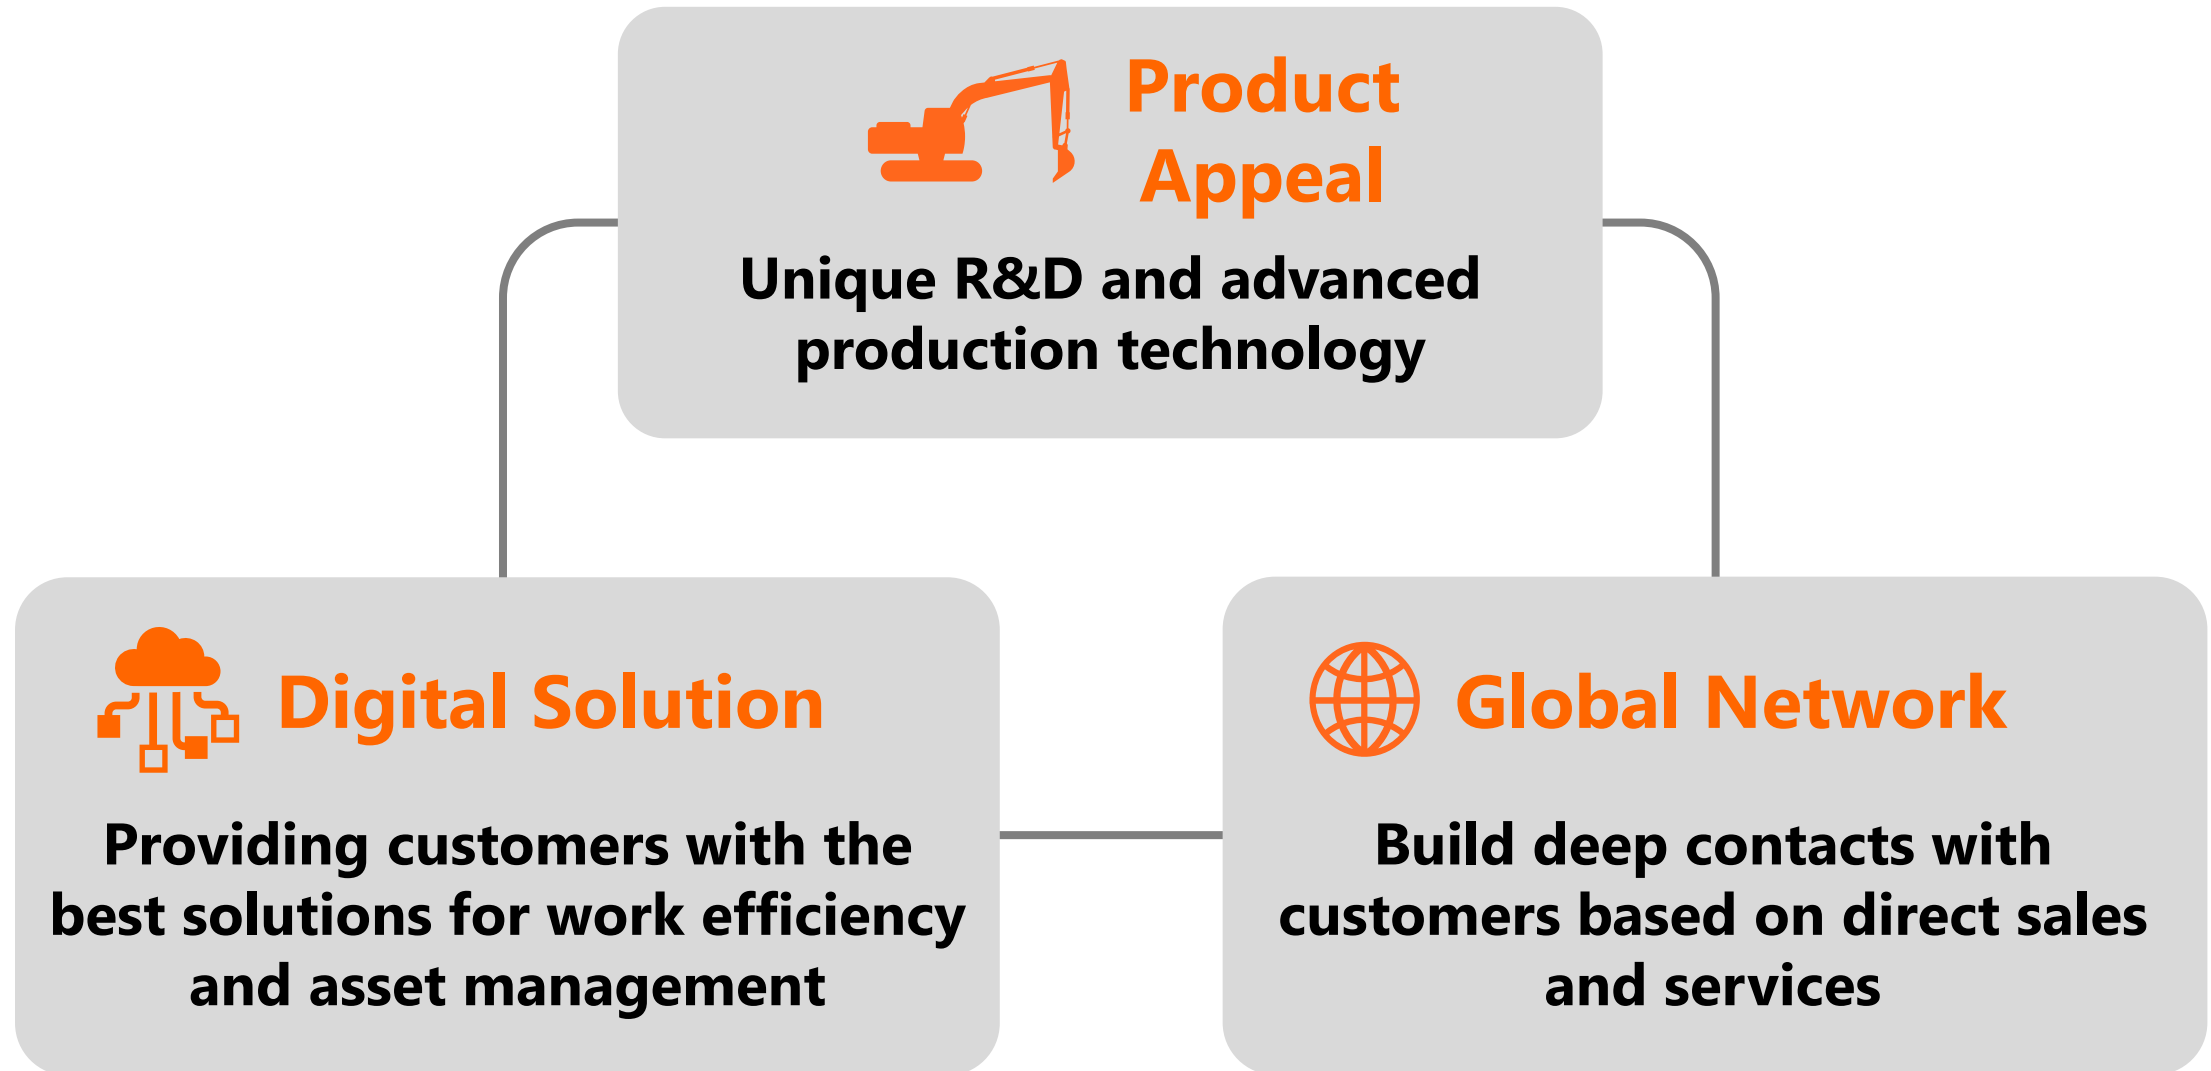 Product
Appeal
Unique R&D and advanced
production technology
Digital Solution
Providing customers with the
best solutions for work efficiency
and asset management
Global Network
Build deep contacts with
customers based on direct sales
and services